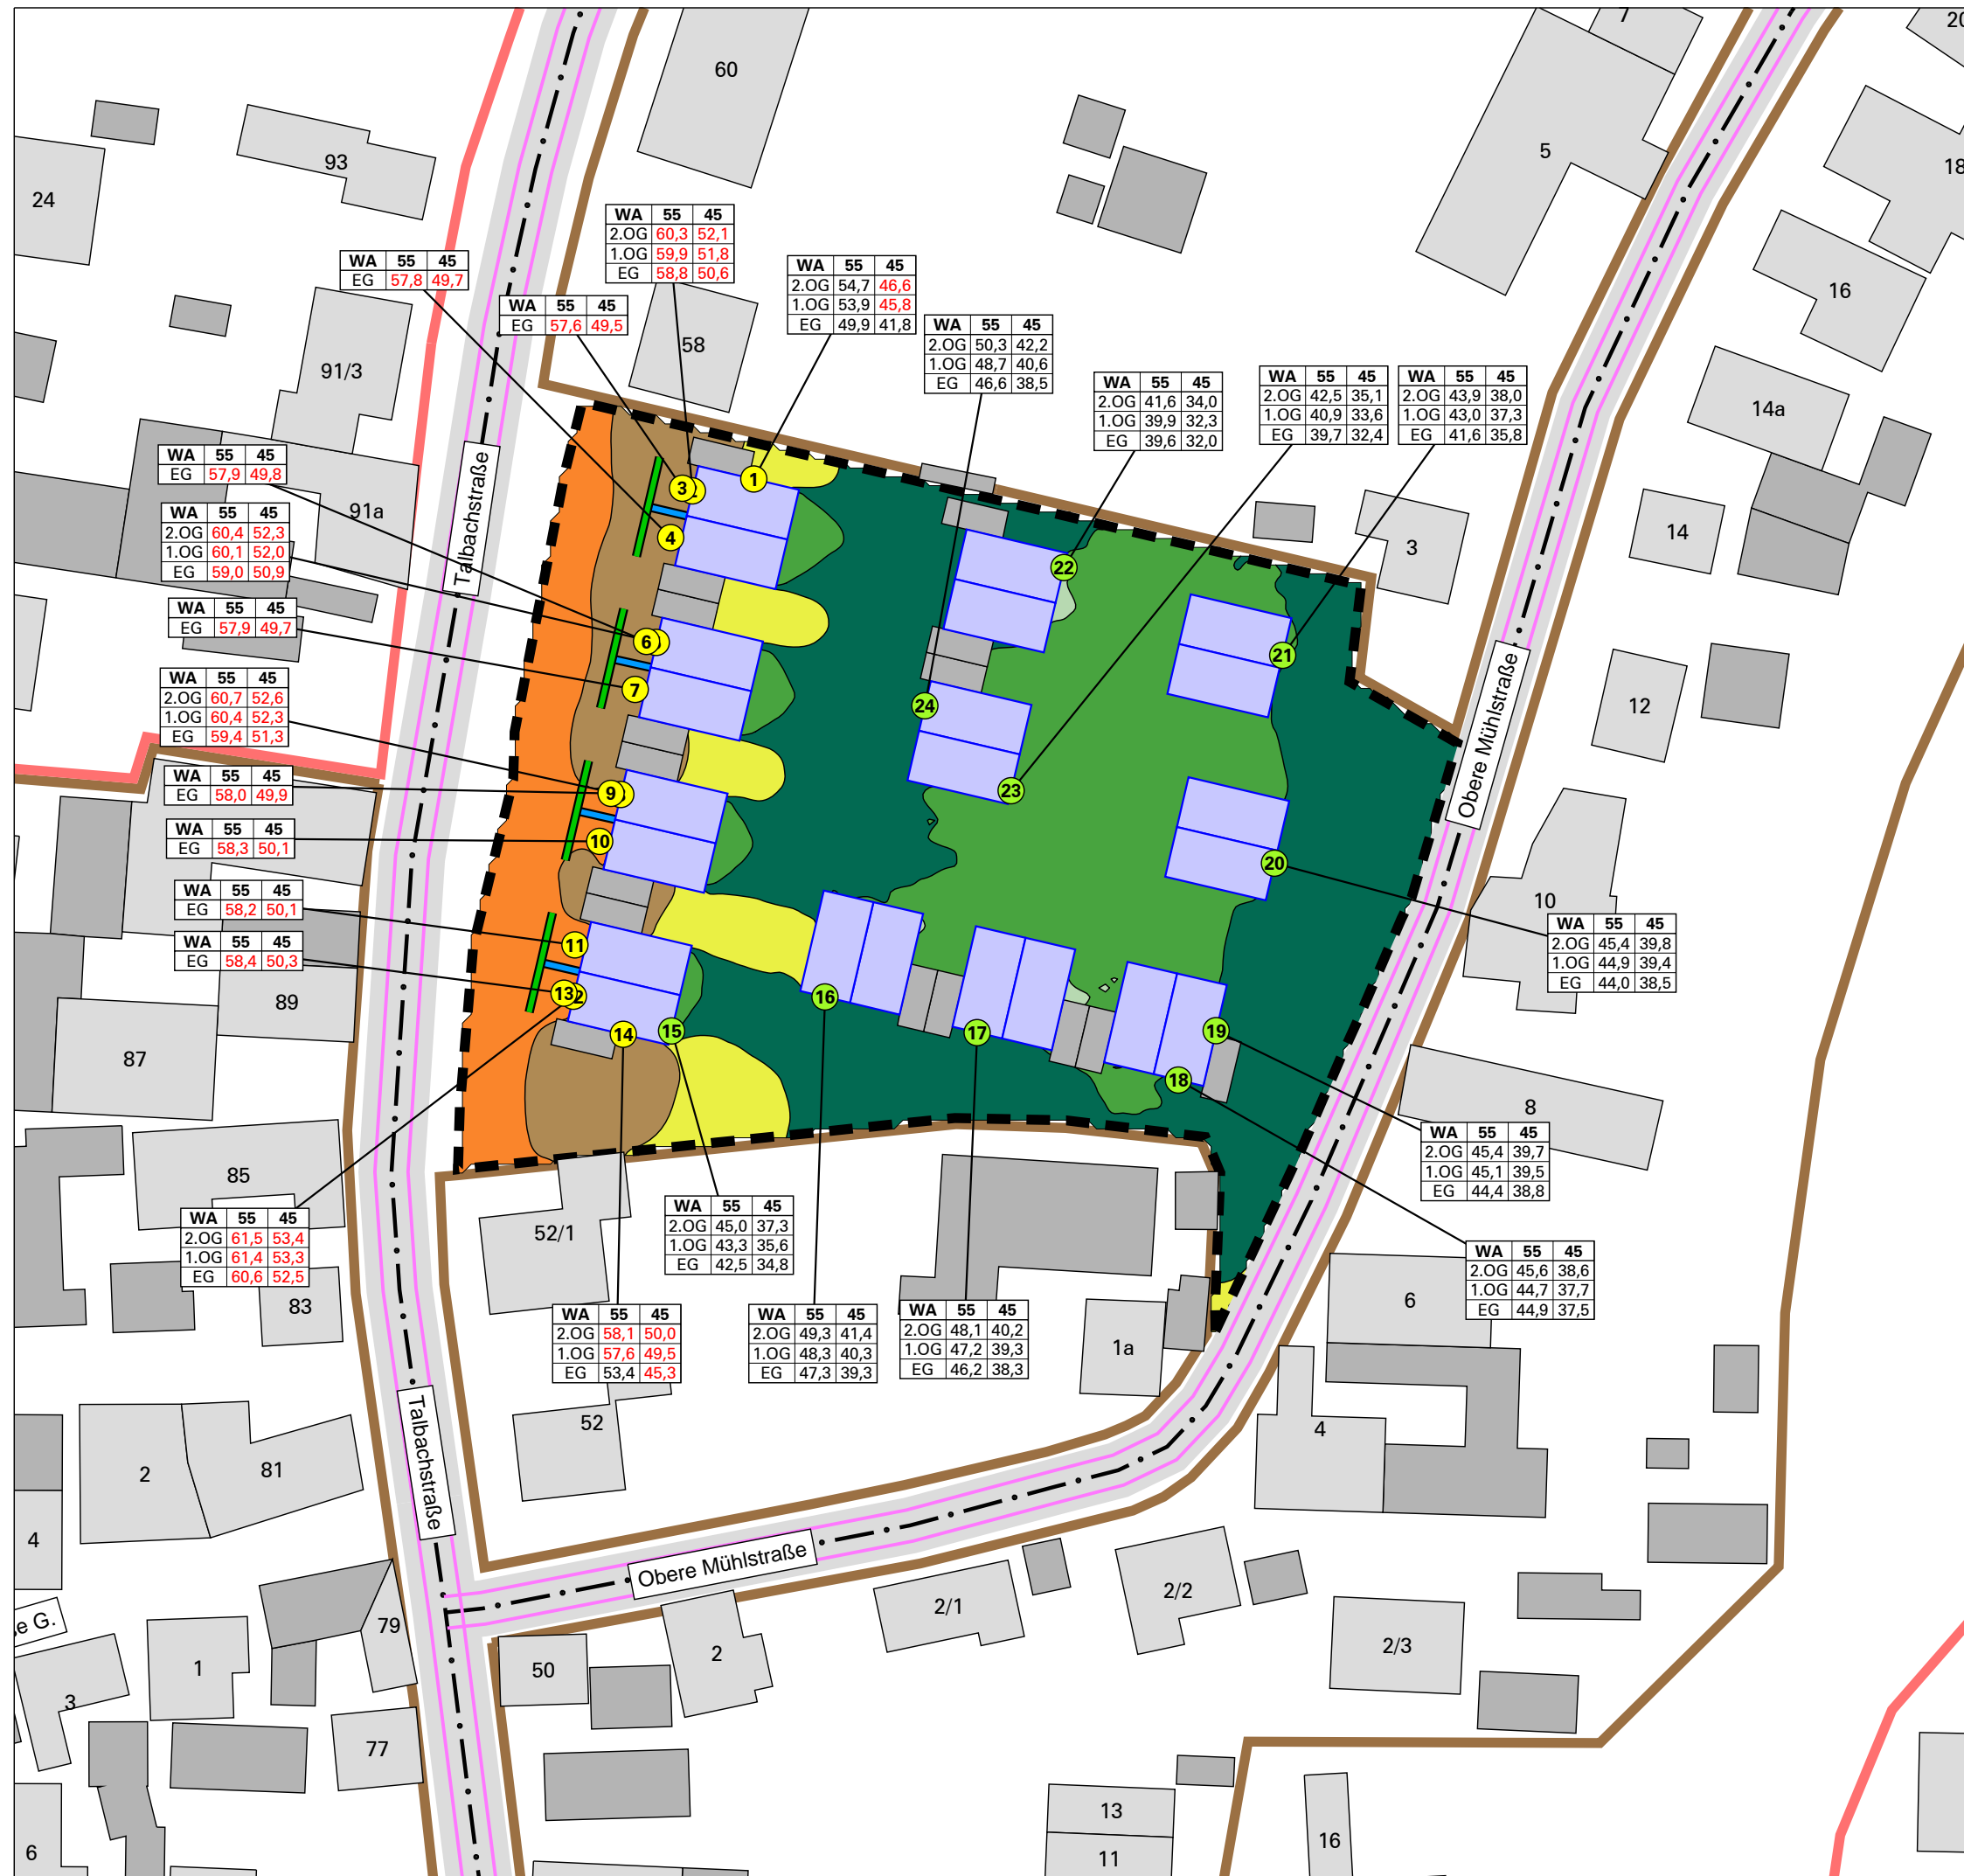 7
20
60
93
5
18
24
WA 55 45
2.OG 60,3 52,1
1.OG 59,9 51,8
EG 58,8 50,6
WA 55 45
EG 57,8 49,7
WA 55 45
2.OG 54,7 46,6
1.OG 53,9 45,8
EG 49,9 41,8
16
WA 55 45
EG 57,6 49,5
WA 55 45
2.OG 50,3 42,2
1.OG 48,7 40,6
EG 46,6 38,5
58
91/3
WA 55 45
2.OG 41,6 34,0
1.OG 39,9 32,3
EG 39,6 32,0
WA 55 45
2.OG 42,5 35,1
1.OG 40,9 33,6
EG 39,7 32,4
WA 55 45
2.OG 43,9 38,0
1.OG 43,0 37,3
EG 41,6 35,8
14a
WA 55 45
EG 57,9 49,8
Talbachstraße
91a
WA 55 45
2.OG 60,4 52,3
1.OG 60,1 52,0
EG 59,0 50,9
3
1
4
14
3
22
WA 55 45
EG 57,9 49,7
6
21
7
24
12
Obere Mühlstraße
WA 55 45
2.OG 60,7 52,6
1.OG 60,4 52,3
EG 59,4 51,3
WA 55 45
EG 58,0 49,9
9
23
WA 55 45
EG 58,3 50,1
10
20
WA 55 45
EG 58,2 50,1
10
WA 55 45
2.OG 45,4 39,8
1.OG 44,9 39,4
EG 44,0 38,5
WA 55 45
EG 58,4 50,3
11
89
13
2
16
14
15
17
19
87
18
8
WA 55 45
2.OG 45,4 39,7
1.OG 45,1 39,5
EG 44,4 38,8
85
WA 55 45
2.OG 61,5 53,4
1.OG 61,4 53,3
EG 60,6 52,5
52/1
WA 55 45
2.OG 45,0 37,3
1.OG 43,3 35,6
EG 42,5 34,8
WA 55 45
2.OG 45,6 38,6
1.OG 44,7 37,7
EG 44,9 37,5
83
6
WA 55 45
2.OG 58,1 50,0
1.OG 57,6 49,5
EG 53,4 45,3
WA 55 45
2.OG 49,3 41,4
1.OG 48,3 40,3
EG 47,3 39,3
WA 55 45
2.OG 48,1 40,2
1.OG 47,2 39,3
EG 46,2 38,3
1a
52
4
Talbachstraße
2
81
4
Obere Mühlstraße
2/1
2/2
e G.
79
2/3
1
50
2
3
77
13
16
6
11